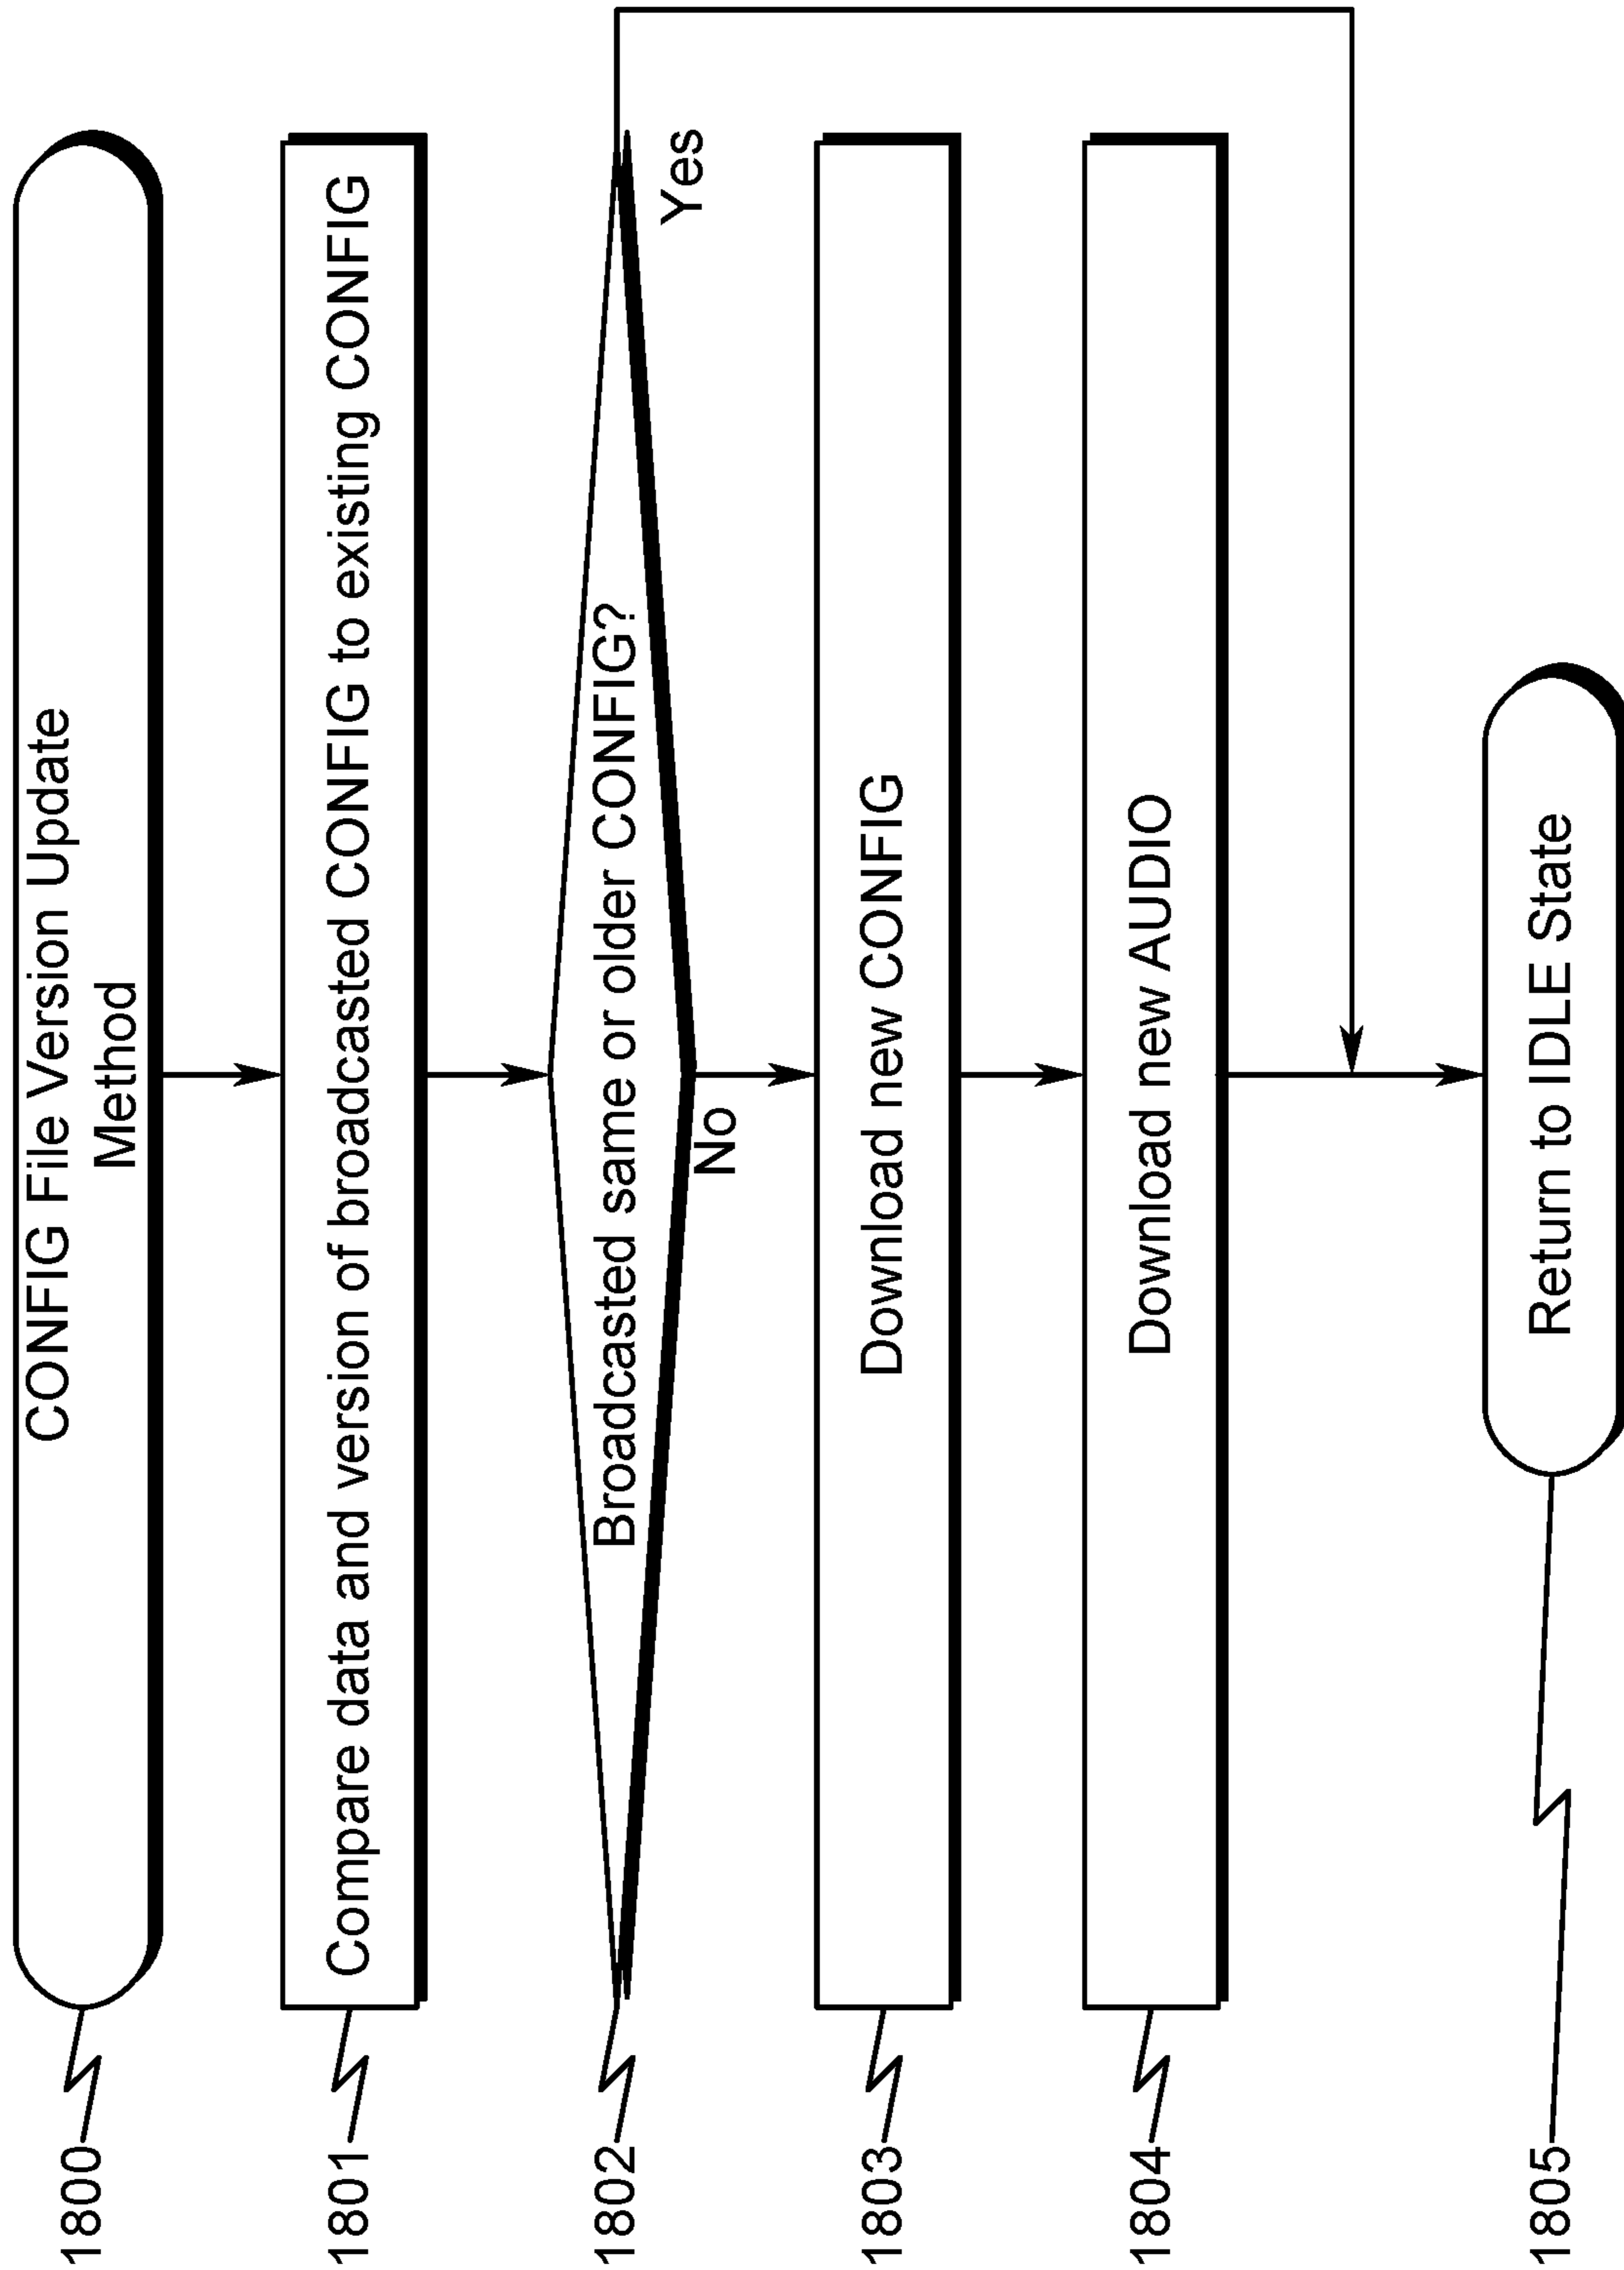 1800
CONFIG File Version Update
Method
1801
Compare data and version of broadcasted CONFIG to existing CONFIG
1802
Broadcasted same or older CONFIG?
Yes
No
1803
Download new CONFIG
1804
Download new AUDIO
1805
Return to IDLE State